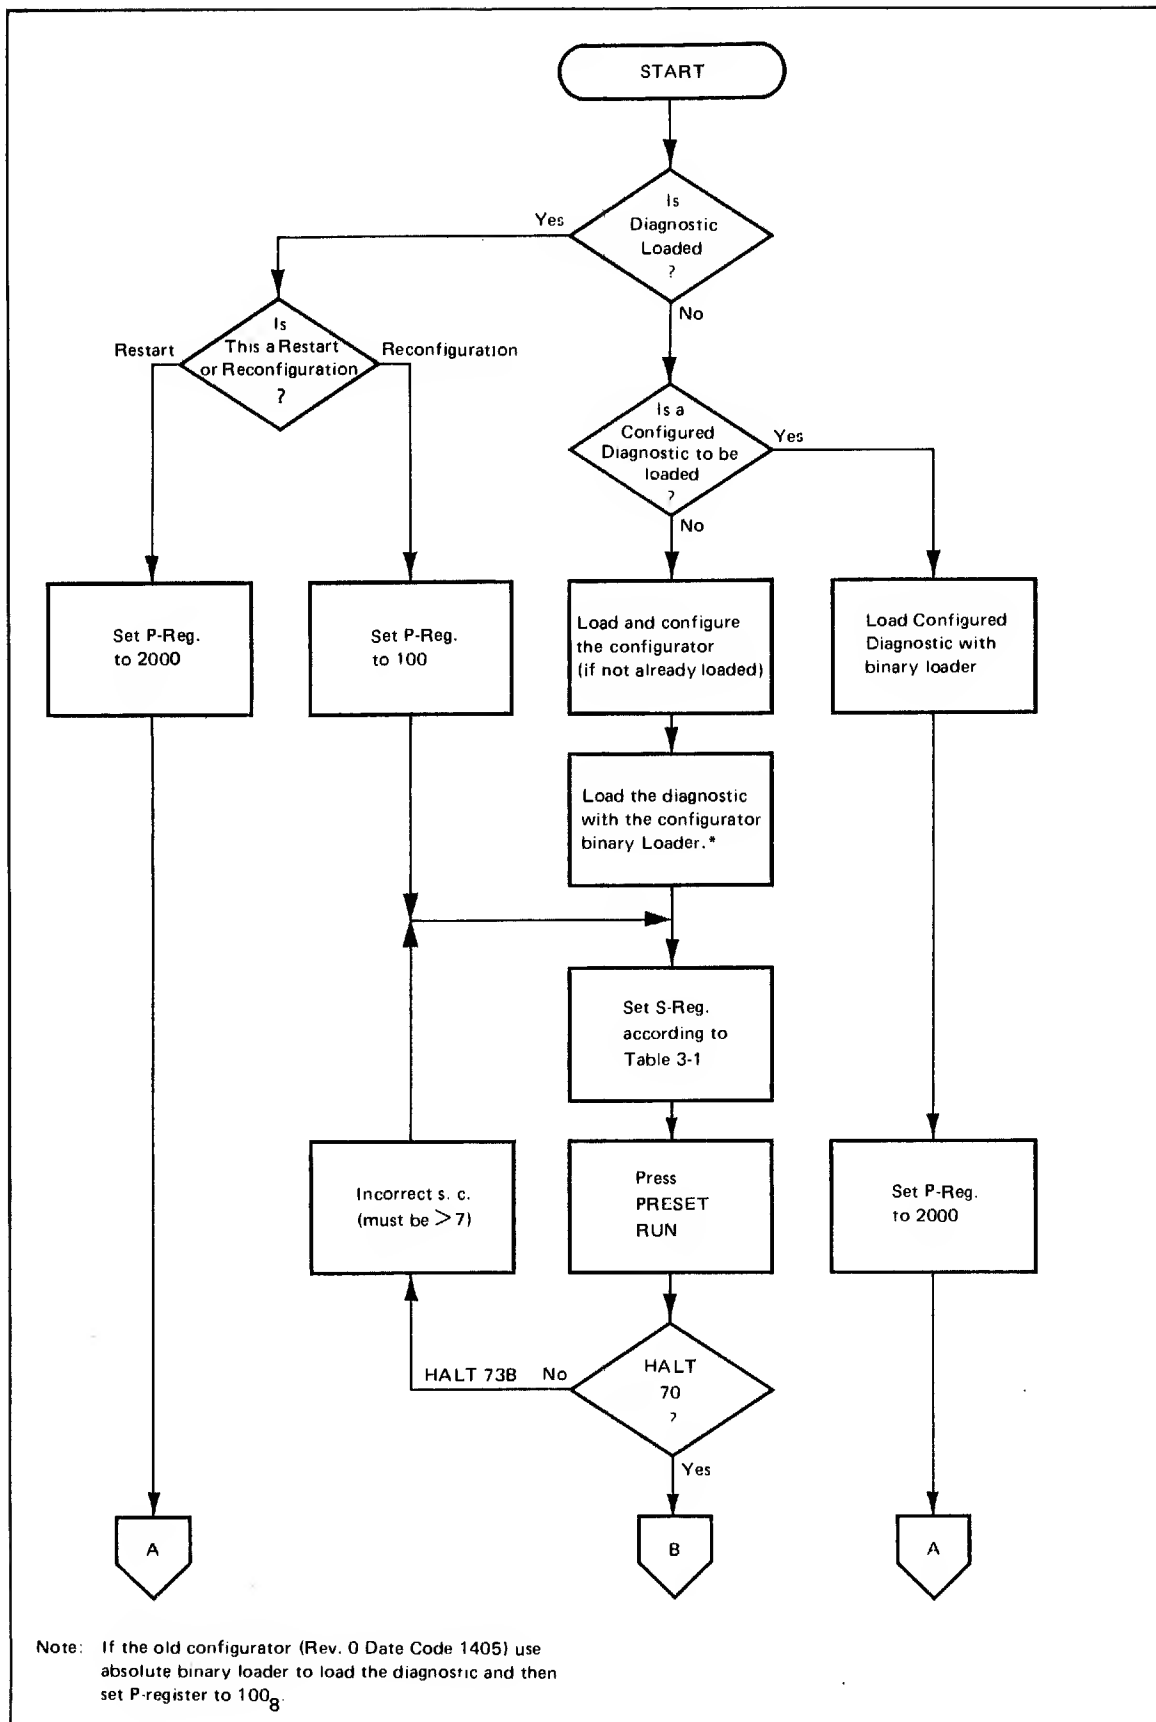 START
Is
Diagnostic
Loaded
?
Yes
No
Is
This a Restart
or Reconfiguration
?
Restart
Reconfiguration
Is a
Configured
Diagnostic to be
loaded
?
Yes
No
Set P-Reg.
to 2000
Set P-Reg.
to 100
Load and configure
the configurator
(if not already loaded)
Load Configured
Diagnostic with
binary loader
Load the diagnostic
with the configurator
binary Loader.*
Set S-Reg.
according to
Table 3-1
Incorrect s. c.
(must be >7)
Press
PRESET
RUN
Set P-Reg.
to 2000
HALT 73B No
HALT
70
?
Yes
A
B
A
Note: If the old configurator (Rev. 0 Date Code 1405) use
absolute binary loader to load the diagnostic and then
set P-register to 100₈.